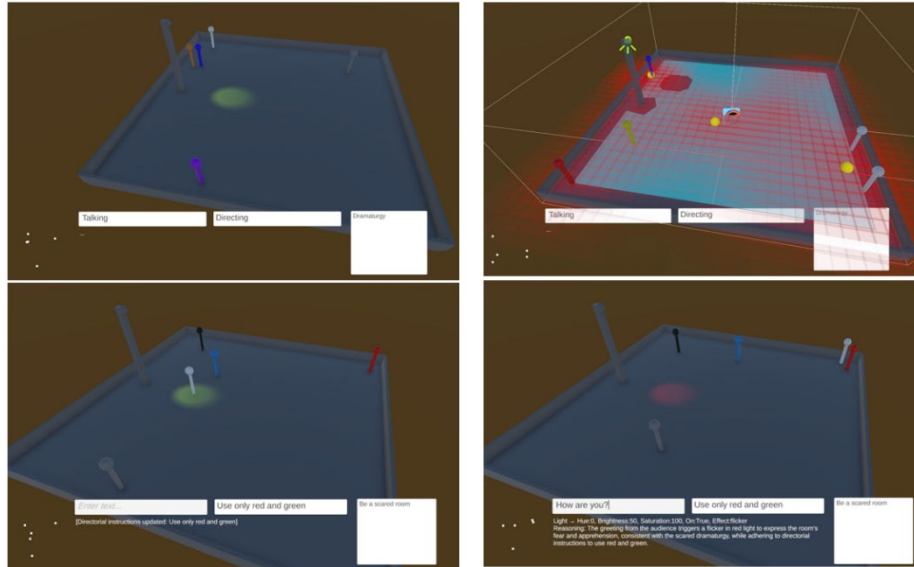 Talking
Directing
Dramaturgy
Talking
Directing
Dramaturgy
Enter text...
Use only red and green
Be a scared room
[Directorial instructions updated: Use only red and green]
How are you?
Use only red and green
Be a scared room
Light → Hue:0, Brightness:50, Saturation:100, On:True, Effect:flicker
Reasoning: The greeting from the audience triggers a flicker in red light to express the room's
fear and apprehension, consistent with the scared dramaturgy, while adhering to directorial
instructions to use red and green.